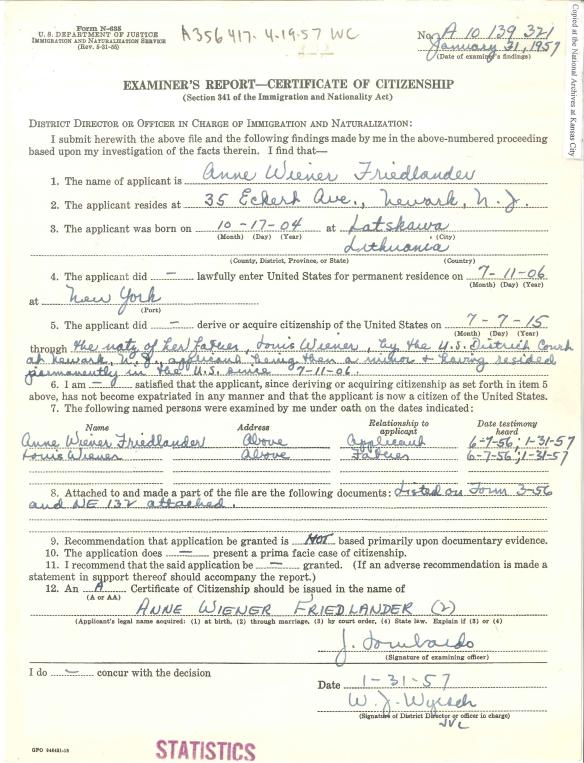 Form N-635
U. S. DEPARTMENT OF JUSTICE
IMMIGRATION AND NATURALIZATION SERVICE
(Rev. 5-31-55)
A356417. 4-19-57 WC
No. A 10 139 321
January 31, 1957
(Date of examiner's findings)
Copied at the National Archives at Kansas City
EXAMINER'S REPORT—CERTIFICATE OF CITIZENSHIP
(Section 341 of the Immigration and Nationality Act)
DISTRICT DIRECTOR OR OFFICER IN CHARGE OF IMMIGRATION AND NATURALIZATION:
I submit herewith the above file and the following findings made by me in the above-numbered proceeding
based upon my investigation of the facts therein. I find that—
1. The name of applicant is Anne Wiener Friedlander
2. The applicant resides at 35 Eckert Ave., Newark, N. J.
3. The applicant was born on 10-17-04 at Latskawa
(Month) (Day) (Year) (City)
Lithuania
(County, District, Province, or State) (Country)
4. The applicant did — lawfully enter United States for permanent residence on 7-11-06
(Month) (Day) (Year)
at New York
(Port)
5. The applicant did — derive or acquire citizenship of the United States on 7-7-15
(Month) (Day) (Year)
through the natz of her father, Louis Wiener, by the U.S. District Court
at Newark, N.J., applicant being then a minor & having resided
permanently in the U.S. since 7-11-06.
6. I am — satisfied that the applicant, since deriving or acquiring citizenship as set forth in item 5
above, has not become expatriated in any manner and that the applicant is now a citizen of the United States.
7. The following named persons were examined by me under oath on the dates indicated:
Name Address Relationship to applicant Date testimony heard
Anne Wiener Friedlander Above Applicant 6-7-56; 1-31-57
Louis Wiener Above Father 6-7-56; 1-31-57
8. Attached to and made a part of the file are the following documents: Listed on Form 3-56
and NE 132 attached.
9. Recommendation that application be granted is NOT based primarily upon documentary evidence.
10. The application does — present a prima facie case of citizenship.
11. I recommend that the said application be — granted. (If an adverse recommendation is made a
statement in support thereof should accompany the report.)
12. An A Certificate of Citizenship should be issued in the name of
(A or AA)
ANNE WIENER FRIEDLANDER (2)
(Applicant's legal name acquired: (1) at birth, (2) through marriage, (3) by court order, (4) State law. Explain if (3) or (4)
J. Lombardo
(Signature of examining officer)
I do — concur with the decision
Date 1-31-57
W. J. Wyrsch
(Signature of District Director or officer in charge)
JVL
GPO 946421-15
STATISTICS